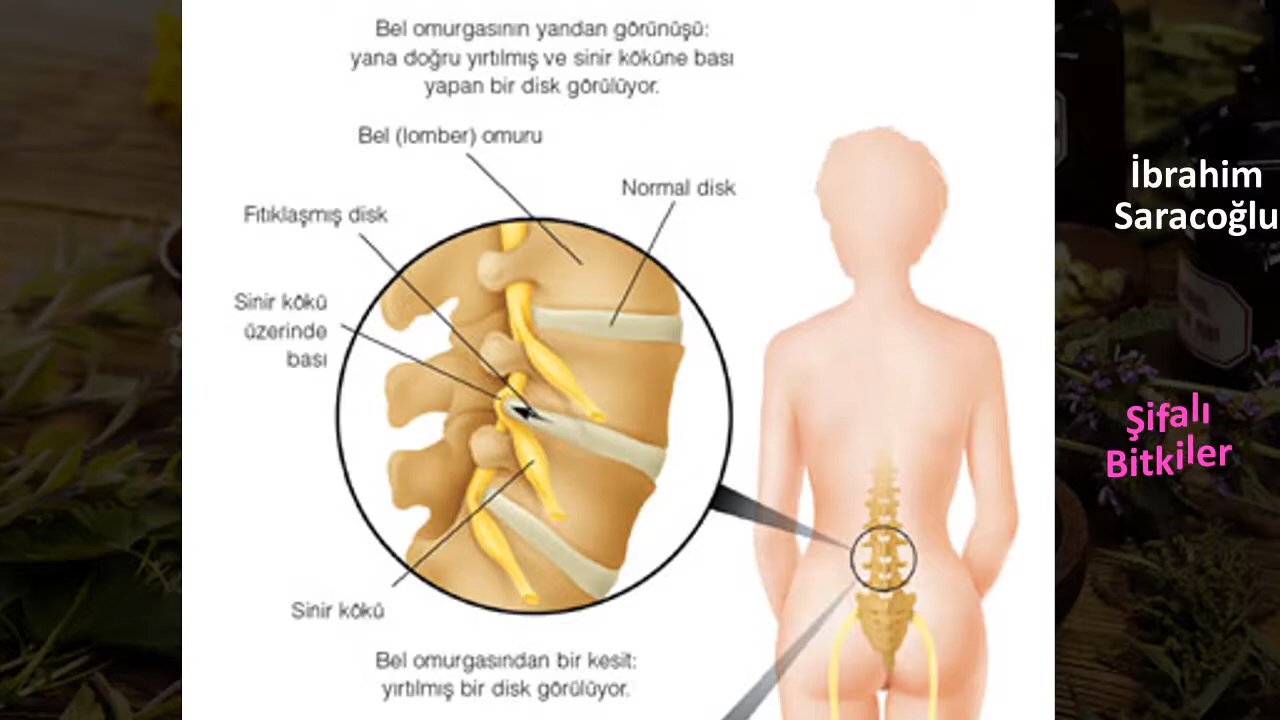 Bel omurgasının yandan görünüşü:
yana doğru yırtılmış ve sinir köküne bası
yapan bir disk görülüyor.
Bel (lomber) omuru
Normal disk
Fıtıklaşmış disk
Sinir kökü
üzerinde
bası
Sinir kökü
Bel omurgasından bir kesit:
yırtılmış bir disk görülüyor.
İbrahim
Saracoğlu
Şifalı
Bitkiler